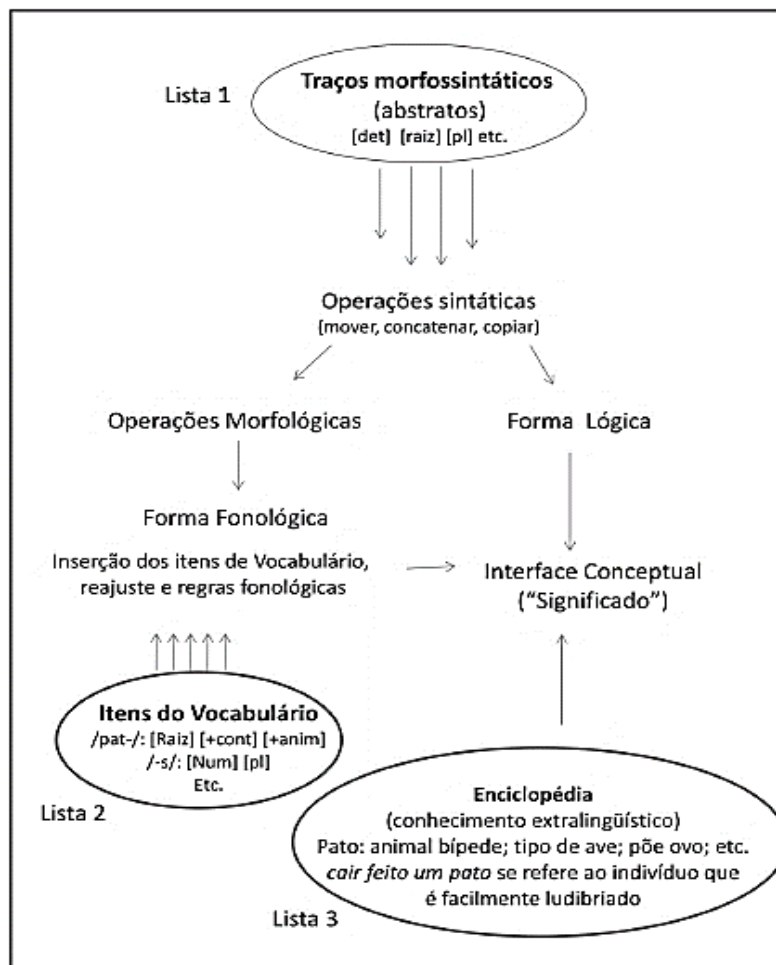 Lista 1
Traços morfossintáticos
(abstratos)
[det] [raiz] [pl] etc.
Operações sintáticas
[mover, concatenar, copiar]
Operações Morfológicas
Forma Lógica
Forma Fonológica
Inserção dos itens de Vocabulário,
reajuste e regras fonológicas
Interface Conceptual
(“Significado”)
Itens do Vocabulário
/pat-/: [Raiz] [+cont] [+anim]
/-s/: [Num] [pl]
Etc.
Lista 2
Enciclopédia
(conhecimento extralingüístico)
Pato: animal bípede; tipo de ave; põe ovo; etc.
cair feito um pato se refere ao indivíduo que
é facilmente ludibriado
Lista 3